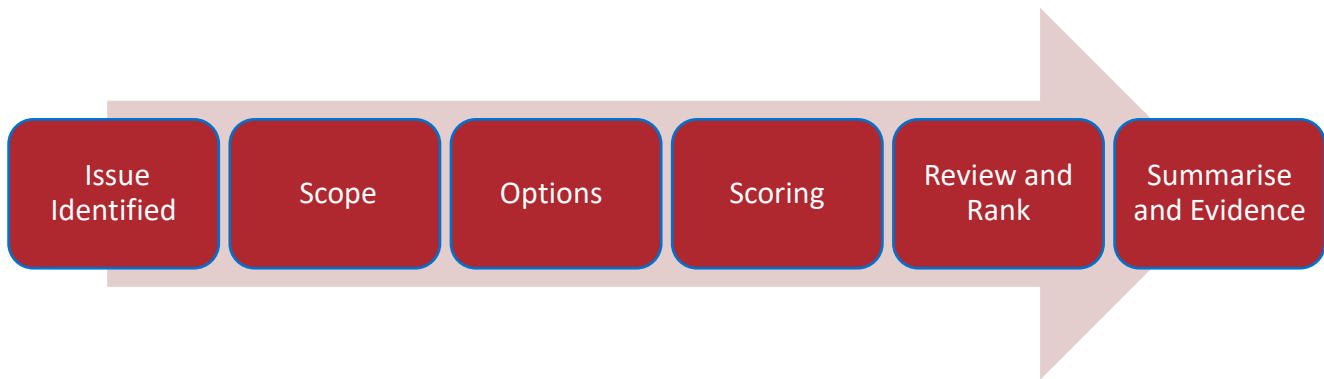 Issue
Identified
Scope
Options
Scoring
Review and
Rank
Summarise
and Evidence